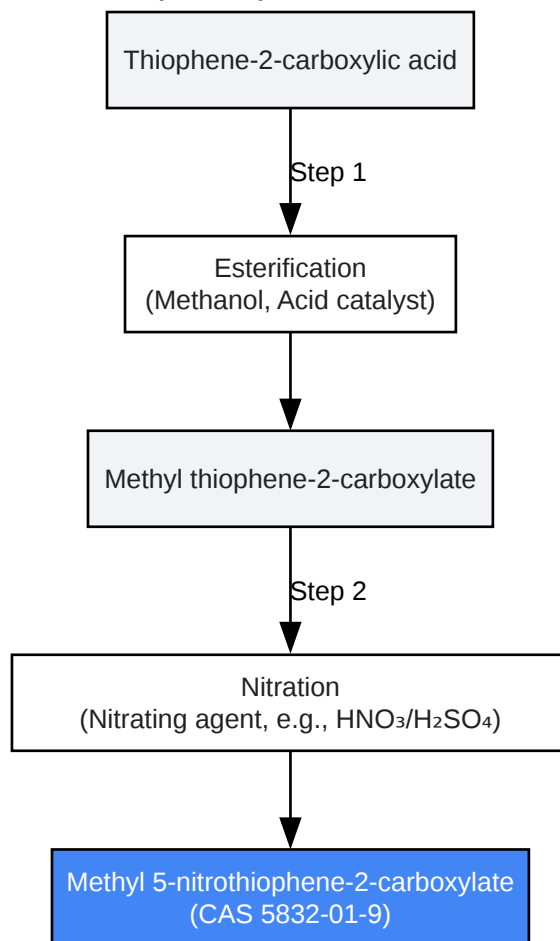 Thiophene-2-carboxylic acid
Step 1
Esterification
(Methanol, Acid catalyst)
Methyl thiophene-2-carboxylate
Step 2
Nitration
(Nitrating agent, e.g., HNO₃/H₂SO₄)
Methyl 5-nitrothiophene-2-carboxylate
(CAS 5832-01-9)